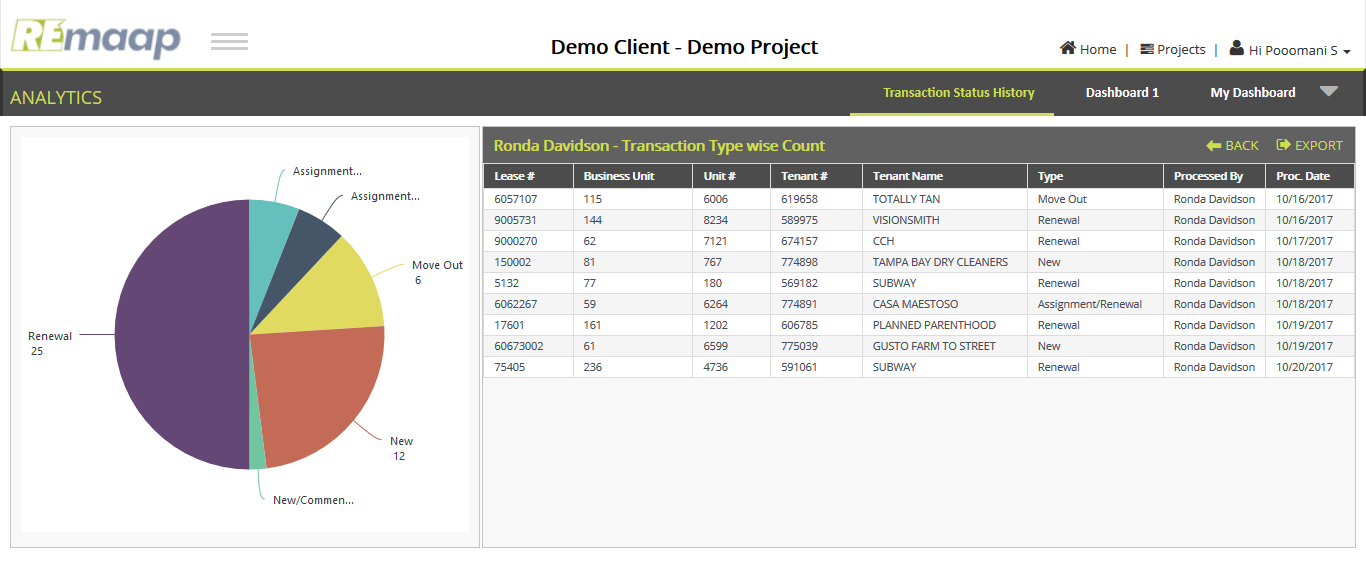 REmaap
Demo Client - Demo Project
Home | Projects | Hi Pooomani S
ANALYTICS
Transaction Status History Dashboard 1 My Dashboard
Assignment...
Assignment...
Move Out
6
Renewal
25
New
12
New/Commen...
Ronda Davidson - Transaction Type wise Count BACK EXPORT
Lease # Business Unit Unit # Tenant # Tenant Name Type Processed By Proc. Date
6057107 115 6006 619658 TOTALLY TAN Move Out Ronda Davidson 10/16/2017
9005731 144 8234 589975 VISIONSMITH Renewal Ronda Davidson 10/16/2017
9000270 62 7121 674157 CCH Renewal Ronda Davidson 10/17/2017
150002 81 767 774898 TAMPA BAY DRY CLEANERS New Ronda Davidson 10/18/2017
5132 77 180 569182 SUBWAY Renewal Ronda Davidson 10/18/2017
6062267 59 6264 774891 CASA MAESTOSO Assignment/Renewal Ronda Davidson 10/18/2017
17601 161 1202 606785 PLANNED PARENTHOOD Renewal Ronda Davidson 10/19/2017
60673002 61 6599 775039 GUSTO FARM TO STREET New Ronda Davidson 10/19/2017
75405 236 4736 591061 SUBWAY Renewal Ronda Davidson 10/20/2017